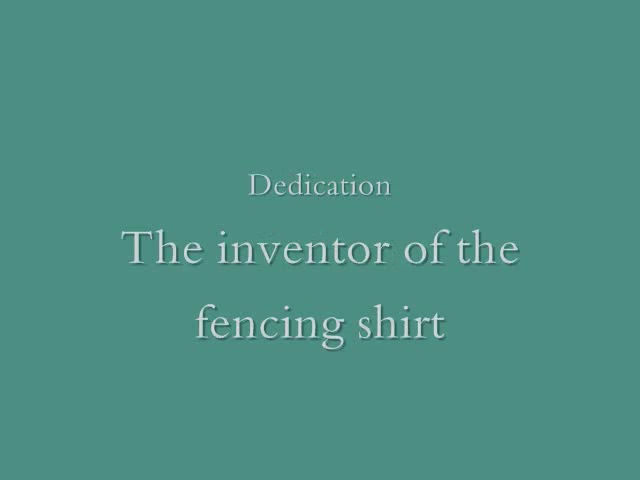 Dedication
The inventor of the
fencing shirt